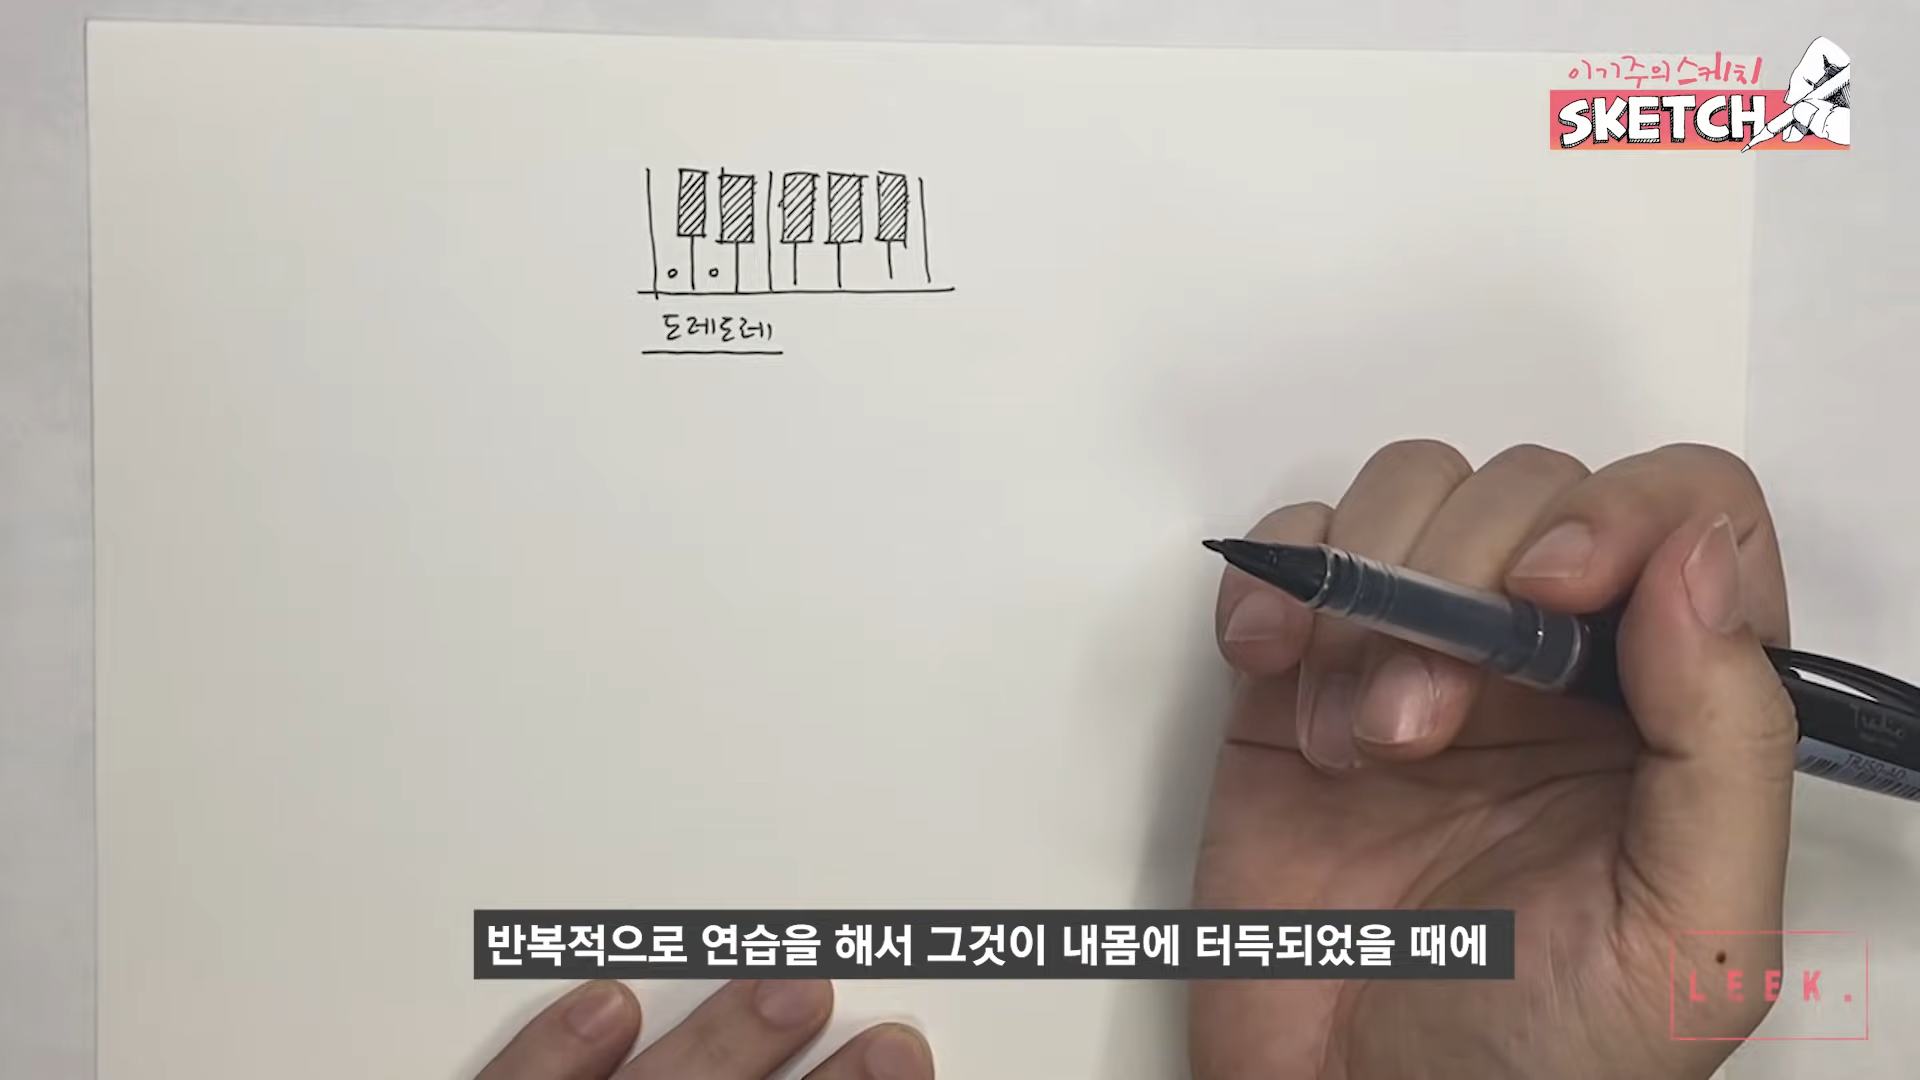 이기주의 스케치
SKETCH
도레도레
반복적으로 연습을 해서 그것이 내몸에 터득되었을 때에
LEEK.